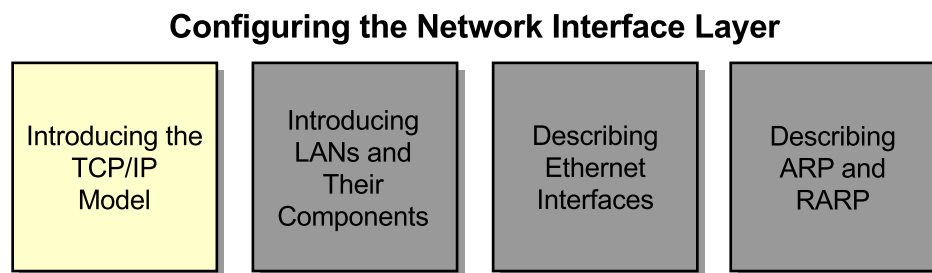 Configuring the Network Interface Layer
Introducing the
TCP/IP
Model
Introducing
LANs and
Their
Components
Describing
Ethernet
Interfaces
Describing
ARP and
RARP